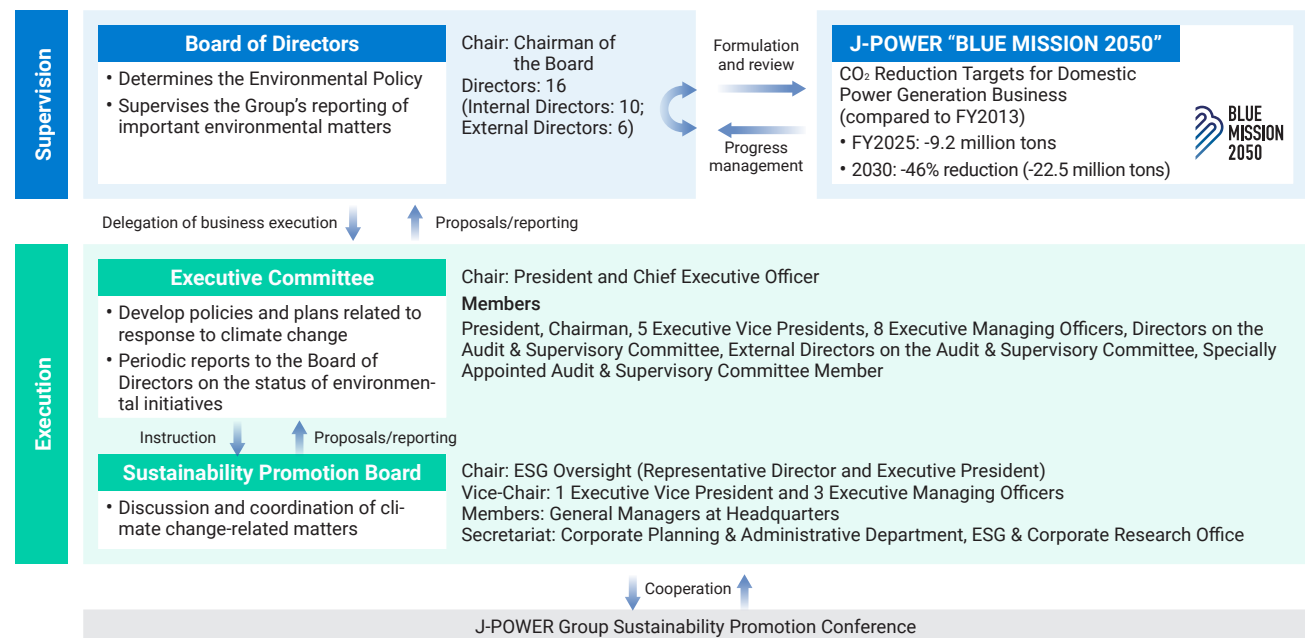 Supervision
Board of Directors
• Determines the Environmental Policy
• Supervises the Group's reporting of
important environmental matters
Chair: Chairman of
the Board
Directors: 16
(Internal Directors: 10;
External Directors: 6)
Formulation
and review
Progress
management
J-POWER “BLUE MISSION 2050”
CO₂ Reduction Targets for Domestic
Power Generation Business
(compared to FY2013)
• FY2025: -9.2 million tons
• 2030: -46% reduction (-22.5 million tons)
BLUE
MISSION
2050
Delegation of business execution
Proposals/reporting
Execution
Executive Committee
• Develop policies and plans related to
response to climate change
• Periodic reports to the Board of
Directors on the status of environmen-
tal initiatives
Chair: President and Chief Executive Officer
Members
President, Chairman, 5 Executive Vice Presidents, 8 Executive Managing Officers, Directors on the
Audit & Supervisory Committee, External Directors on the Audit & Supervisory Committee, Specially
Appointed Audit & Supervisory Committee Member
Instruction
Proposals/reporting
Sustainability Promotion Board
• Discussion and coordination of cli-
mate change-related matters
Chair: ESG Oversight (Representative Director and Executive President)
Vice-Chair: 1 Executive Vice President and 3 Executive Managing Officers
Members: General Managers at Headquarters
Secretariat: Corporate Planning & Administrative Department, ESG & Corporate Research Office
Cooperation
J-POWER Group Sustainability Promotion Conference